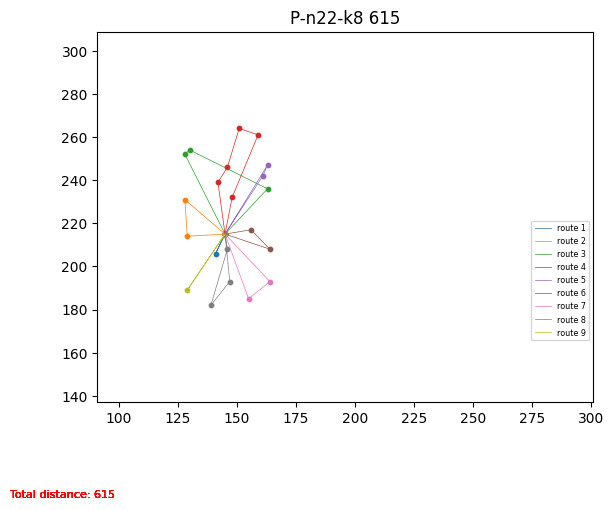 P-n22-k8 615
300
280
260
240
220
200
180
160
140
100 125 150 175 200 225 250 275 300
route 1
route 2
route 3
route 4
route 5
route 6
route 7
route 8
route 9
Total distance: 615